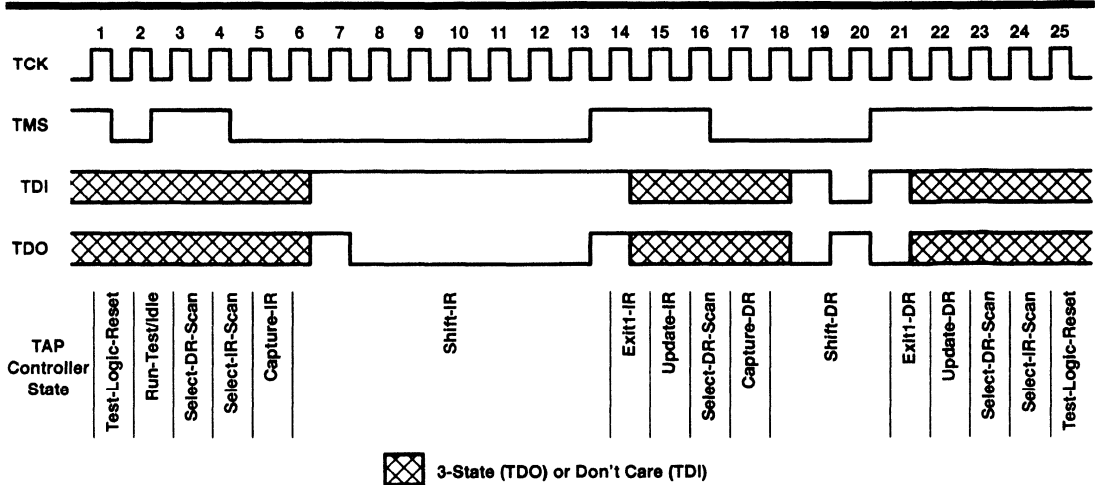 1 2 3 4 5 6 7 8 9 10 11 12 13 14 15 16 17 18 19 20 21 22 23 24 25
TCK
TMS
TDI
TDO
TAP
Controller
State
Test-Logic-Reset
Run-Test/Idle
Select-DR-Scan
Select-IR-Scan
Capture-IR
Shift-IR
Exit1-IR
Update-IR
Select-DR-Scan
Capture-DR
Shift-DR
Exit1-DR
Update-DR
Select-DR-Scan
Select-IR-Scan
Test-Logic-Reset
3-State (TDO) or Don't Care (TDI)